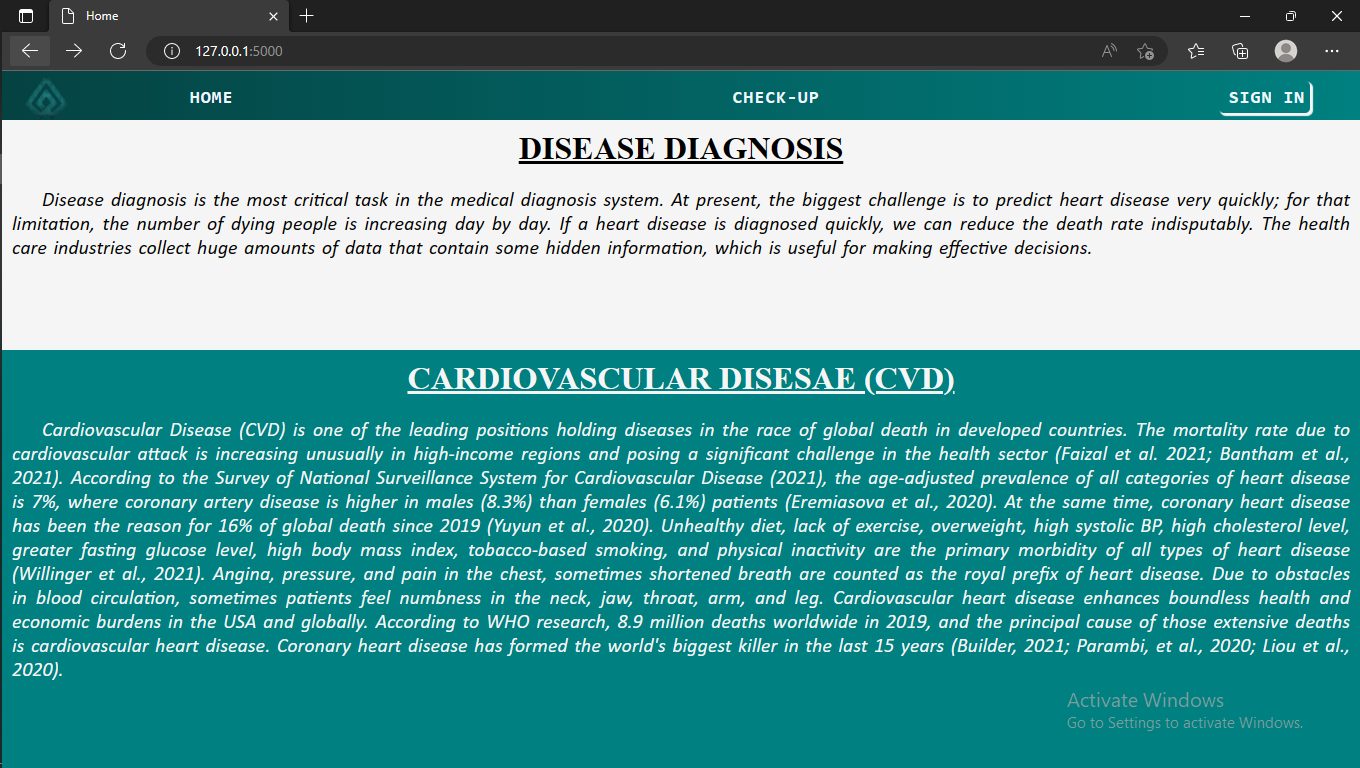 Home
127.0.0.1:5000
HOME CHECK-UP SIGN IN
DISEASE DIAGNOSIS
Disease diagnosis is the most critical task in the medical diagnosis system. At present, the biggest challenge is to predict heart disease very quickly; for that
limitation, the number of dying people is increasing day by day. If a heart disease is diagnosed quickly, we can reduce the death rate indisputably. The health
care industries collect huge amounts of data that contain some hidden information, which is useful for making effective decisions.
CARDIOVASCULAR DISESAE (CVD)
Cardiovascular Disease (CVD) is one of the leading positions holding diseases in the race of global death in developed countries. The mortality rate due to
cardiovascular attack is increasing unusually in high-income regions and posing a significant challenge in the health sector (Faizal et al. 2021; Bantham et al.,
2021). According to the Survey of National Surveillance System for Cardiovascular Disease (2021), the age-adjusted prevalence of all categories of heart disease
is 7%, where coronary artery disease is higher in males (8.3%) than females (6.1%) patients (Eremiasova et al., 2020). At the same time, coronary heart disease
has been the reason for 16% of global death since 2019 (Yuyun et al., 2020). Unhealthy diet, lack of exercise, overweight, high systolic BP, high cholesterol level,
greater fasting glucose level, high body mass index, tobacco-based smoking, and physical inactivity are the primary morbidity of all types of heart disease
(Willinger et al., 2021). Angina, pressure, and pain in the chest, sometimes shortened breath are counted as the royal prefix of heart disease. Due to obstacles
in blood circulation, sometimes patients feel numbness in the neck, jaw, throat, arm, and leg. Cardiovascular heart disease enhances boundless health and
economic burdens in the USA and globally. According to WHO research, 8.9 million deaths worldwide in 2019, and the principal cause of those extensive deaths
is cardiovascular heart disease. Coronary heart disease has formed the world's biggest killer in the last 15 years (Builder, 2021; Parambi, et al., 2020; Liou et al.,
2020).
Activate Windows
Go to Settings to activate Windows.